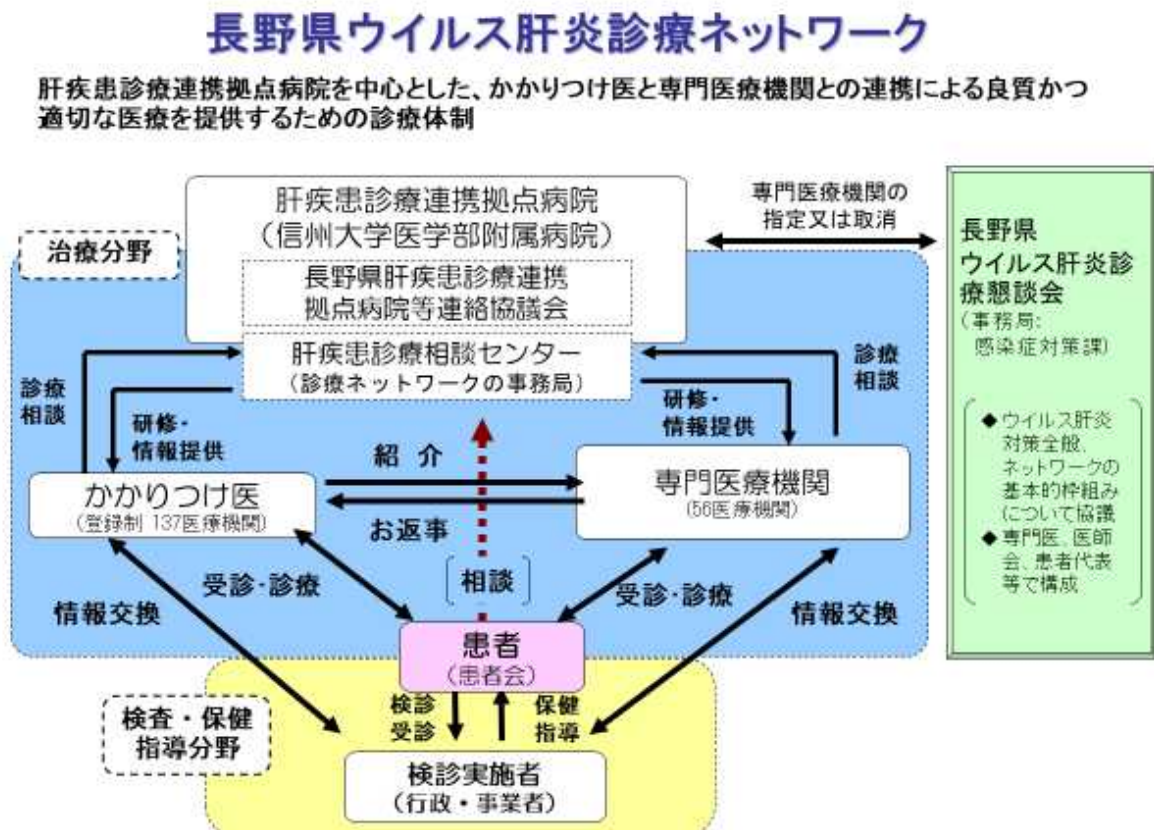 長野県ウイルス肝炎診療ネットワーク
肝疾患診療連携拠点病院を中心とした、かかりつけ医と専門医療機関との連携による良質かつ
適切な医療を提供するための診療体制
肝疾患診療連携拠点病院
（信州大学医学部附属病院）
長野県肝疾患診療連携
拠点病院等連絡協議会
肝疾患診療相談センター
（診療ネットワークの事務局）
専門医療機関の
指定又は取消
治療分野
診療
相談
研修・
情報提供
研修・
情報提供
診療
相談
紹 介
お返事
かかりつけ医
（登録制 137医療機関）
専門医療機関
（56医療機関）
受診・診療
相談
受診・診療
情報交換
情報交換
患者
（患者会）
検診
受診
保健
指導
検査・保健
指導分野
検診実施者
（行政・事業者）
長野県
ウイルス肝炎診
療懇談会
（事務局：
感染症対策課）
◆ウイルス肝炎
対策全般、
ネットワークの
基本的枠組み
について協議
◆専門医、医師
会、患者代表
等で構成